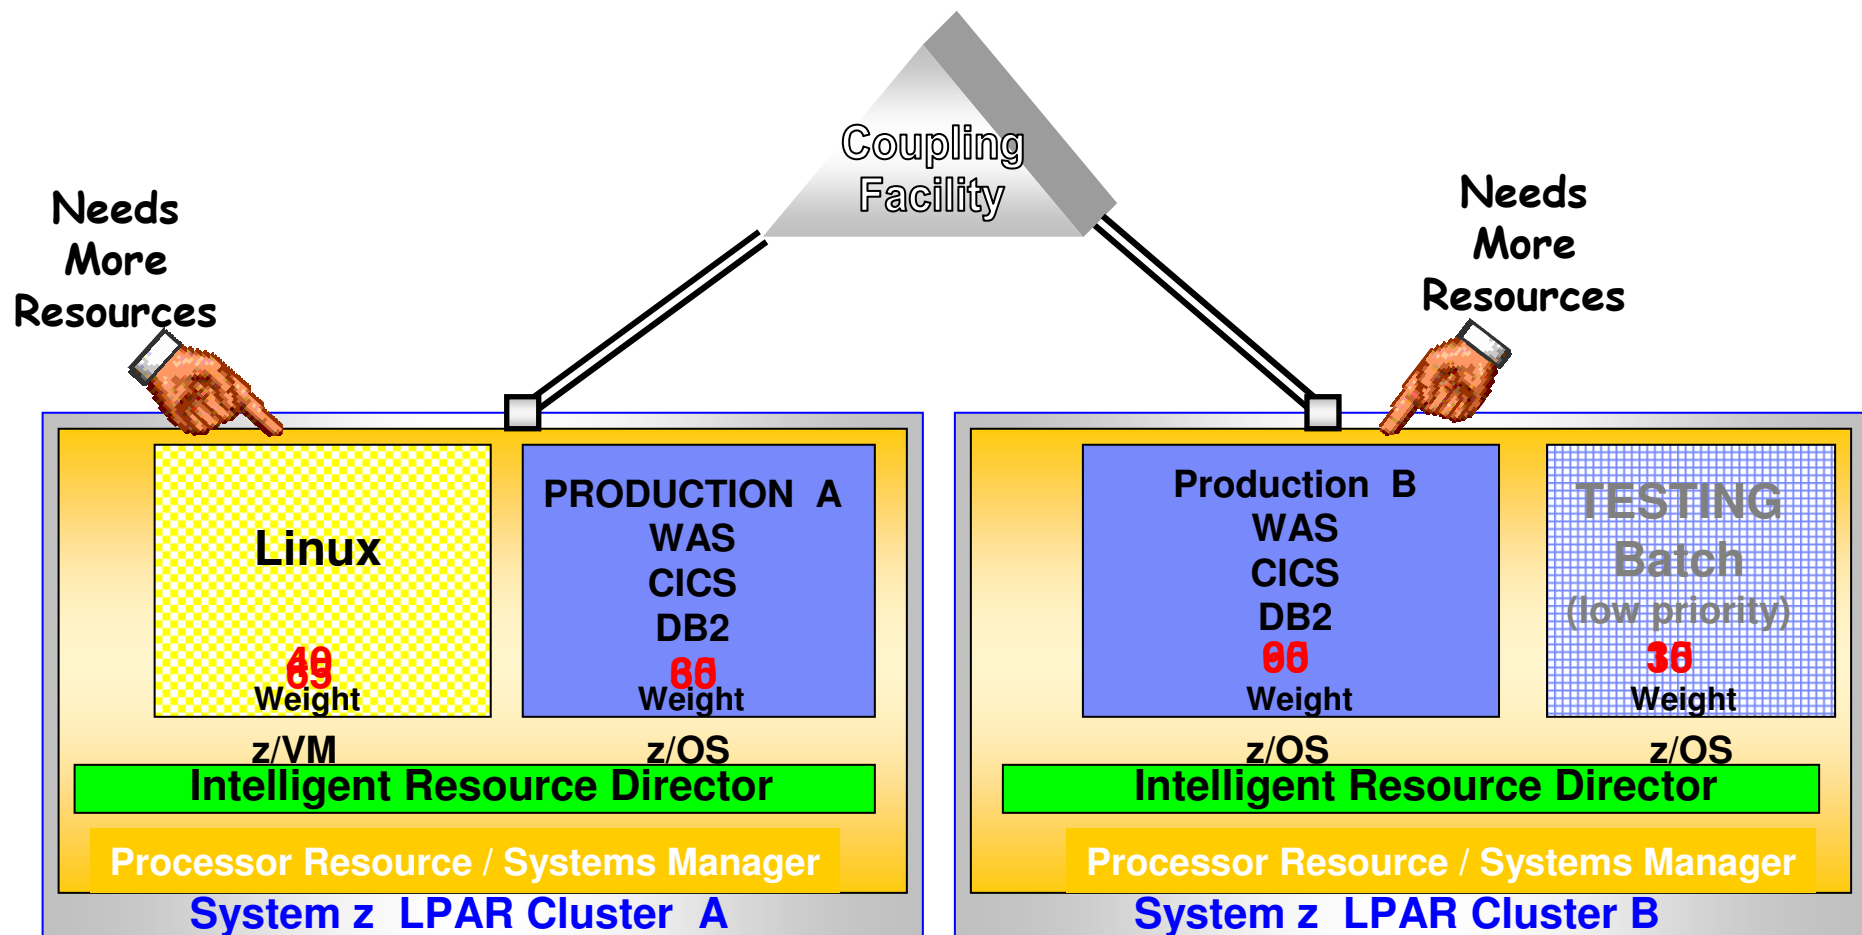 Coupling
Facility
Needs
More
Resources
Needs
More
Resources
Linux
Weight
z/VM
PRODUCTION A
WAS
CICS
DB2
Weight
z/OS
Intelligent Resource Director
Processor Resource / Systems Manager
System z LPAR Cluster A
Production B
WAS
CICS
DB2
Weight
z/OS
TESTING
Batch
(low priority)
Weight
z/OS
Intelligent Resource Director
Processor Resource / Systems Manager
System z LPAR Cluster B